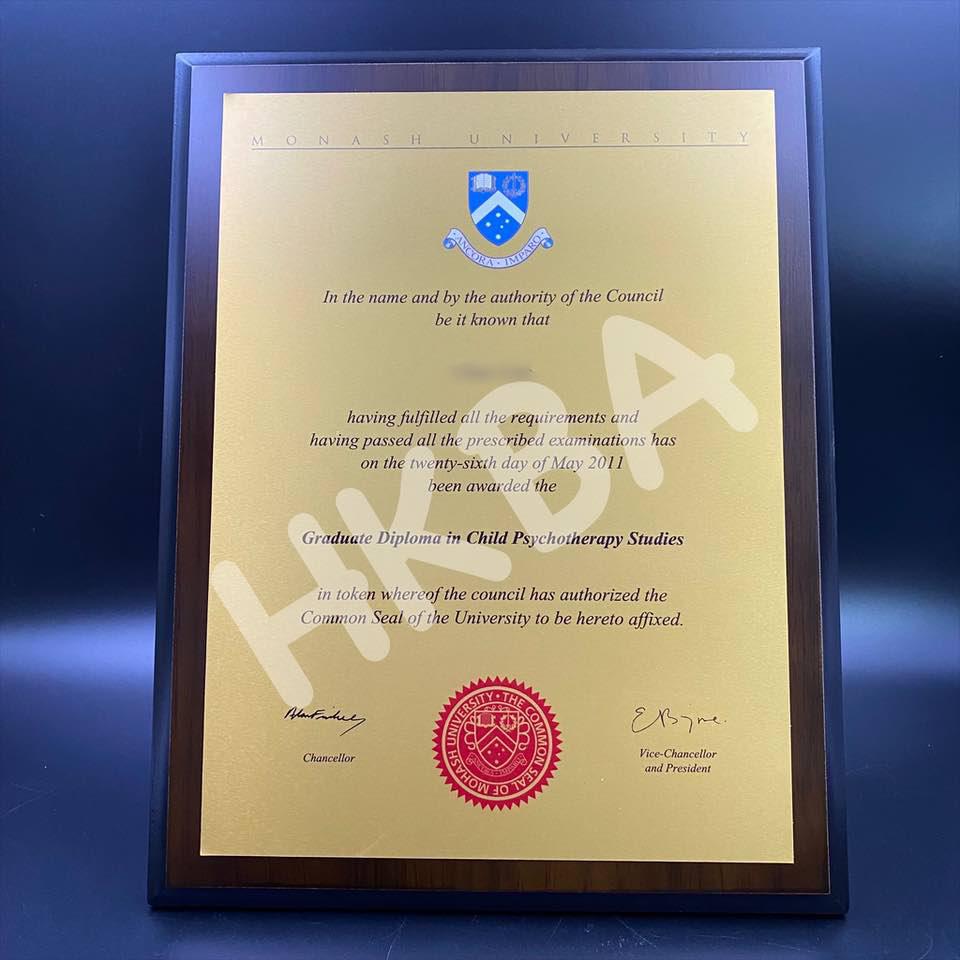 MONASH UNIVERSITY
ANCORA · IMPARO
In the name and by the authority of the Council
be it known that
having fulfilled all the requirements and
having passed all the prescribed examinations has
on the twenty-sixth day of May 2011
been awarded the
Graduate Diploma in Child Psychotherapy Studies
in token whereof the council has authorized the
Common Seal of the University to be hereto affixed.
HKBA
Chancellor
THE COMMON SEAL OF MOHASH UNIVERSITY
ANCORA IMPARO
Vice-Chancellor
and President